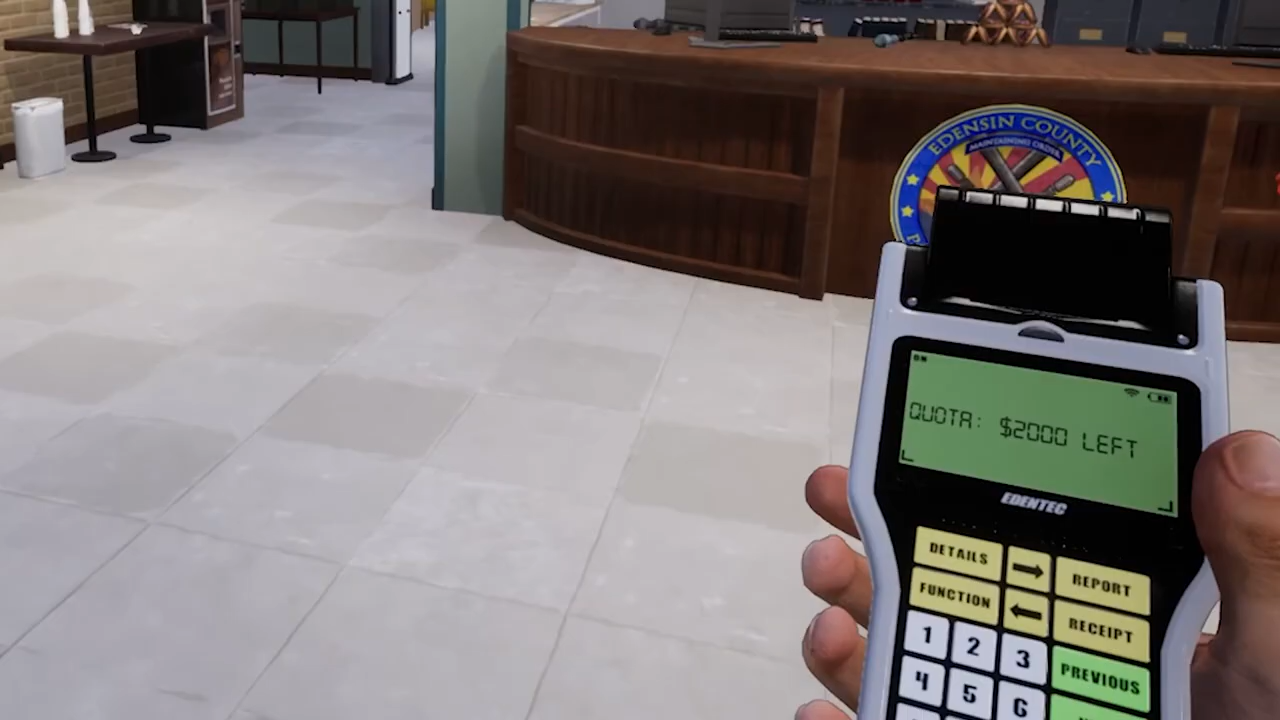 EDENSIN COUNTY
MAINTAINING ORDER
QUOTA: $2000 LEFT
EDENTEC
DETAILS
REPORT
FUNCTION
RECEIPT
1 2 3
PREVIOUS
4 5 6